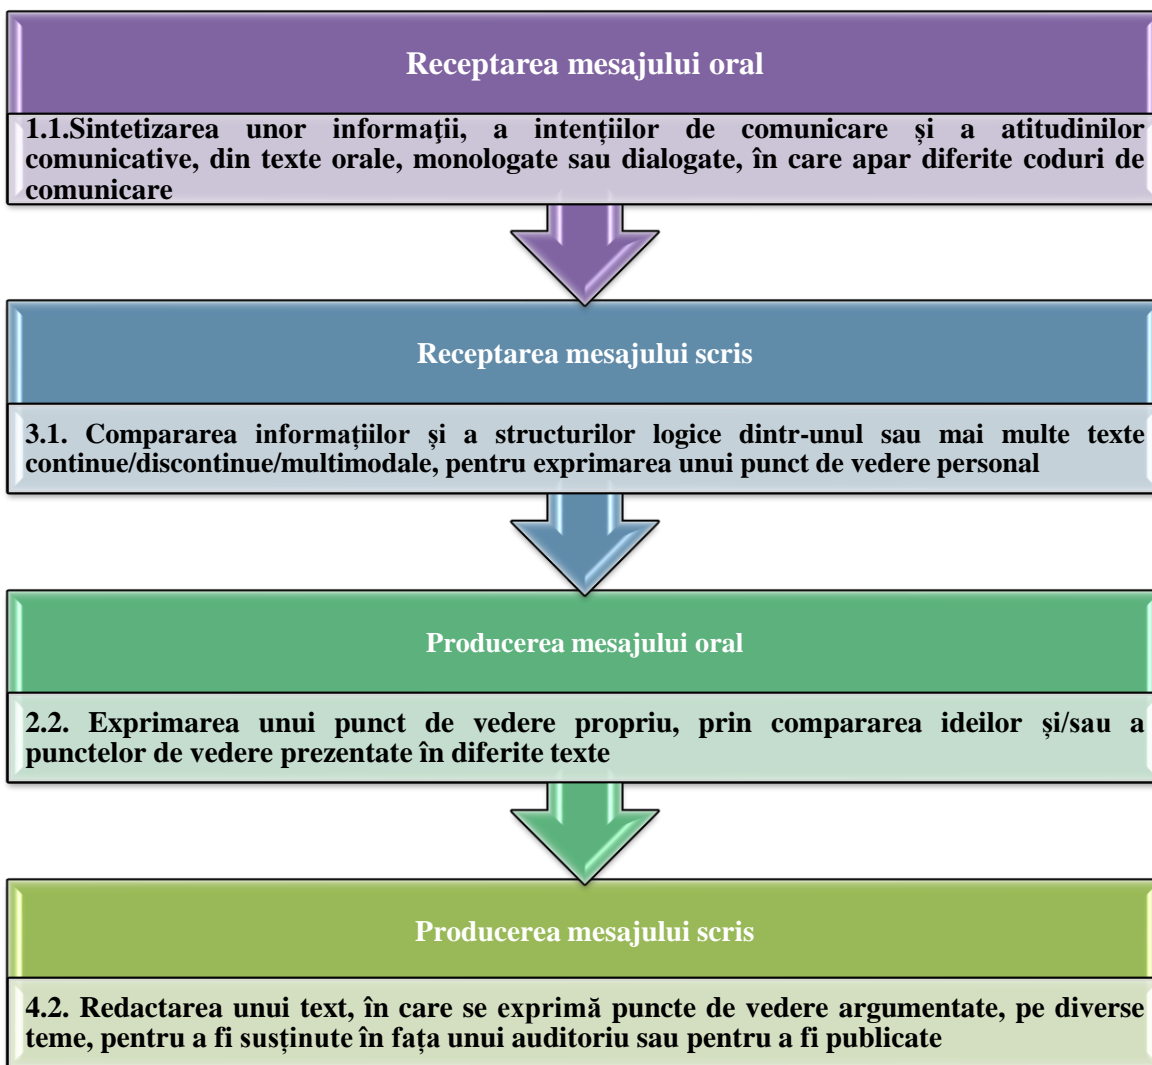 Receptarea mesajului oral
1.1.Sintetizarea unor informaţii, a intențiilor de comunicare și a atitudinilor
comunicative, din texte orale, monologate sau dialogate, în care apar diferite coduri de
comunicare
Receptarea mesajului scris
3.1. Compararea informațiilor și a structurilor logice dintr-unul sau mai multe texte
continue/discontinue/multimodale, pentru exprimarea unui punct de vedere personal
Producerea mesajului oral
2.2. Exprimarea unui punct de vedere propriu, prin compararea ideilor și/sau a
punctelor de vedere prezentate în diferite texte
Producerea mesajului scris
4.2. Redactarea unui text, în care se exprimă puncte de vedere argumentate, pe diverse
teme, pentru a fi susținute în fața unui auditoriu sau pentru a fi publicate